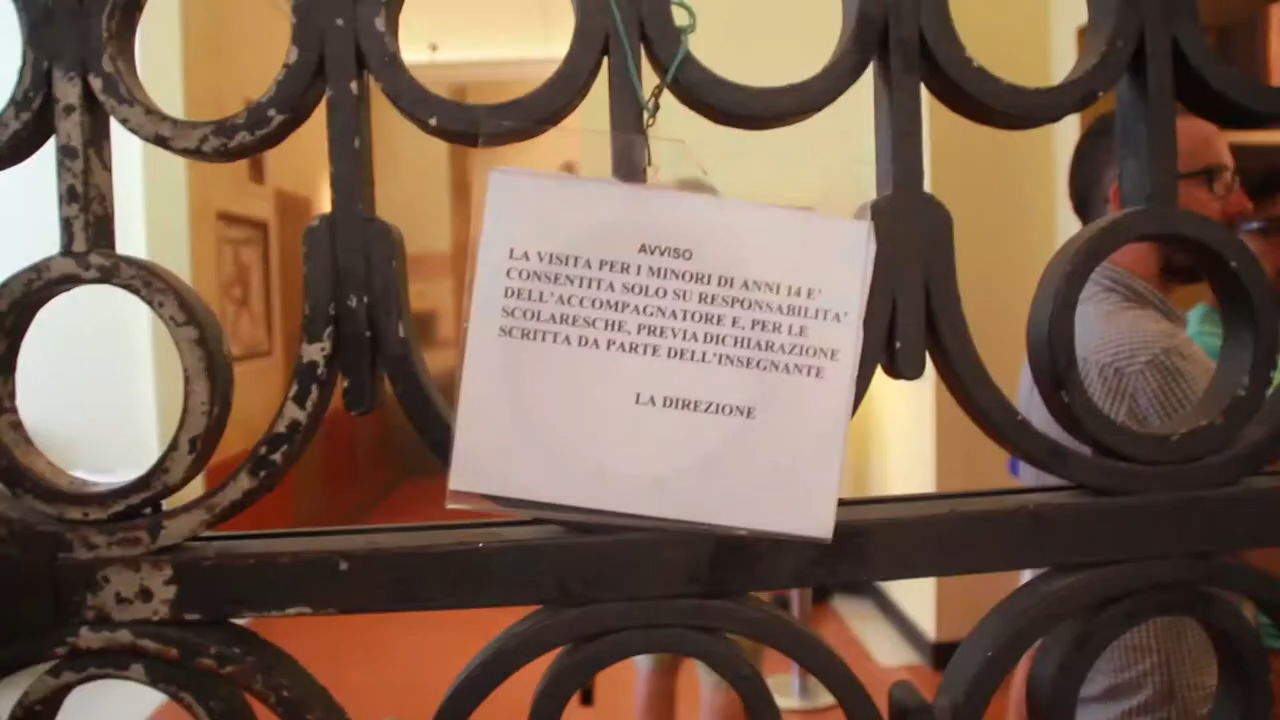 AVVISO
LA VISITA PER I MINORI DI ANNI 14 E'
CONSENTITA SOLO SU RESPONSABILITA'
DELL'ACCOMPAGNATORE E, PER LE
SCOLARESCHE, PREVIA DICHIARAZIONE
SCRITTA DA PARTE DELL'INSEGNANTE
LA DIREZIONE